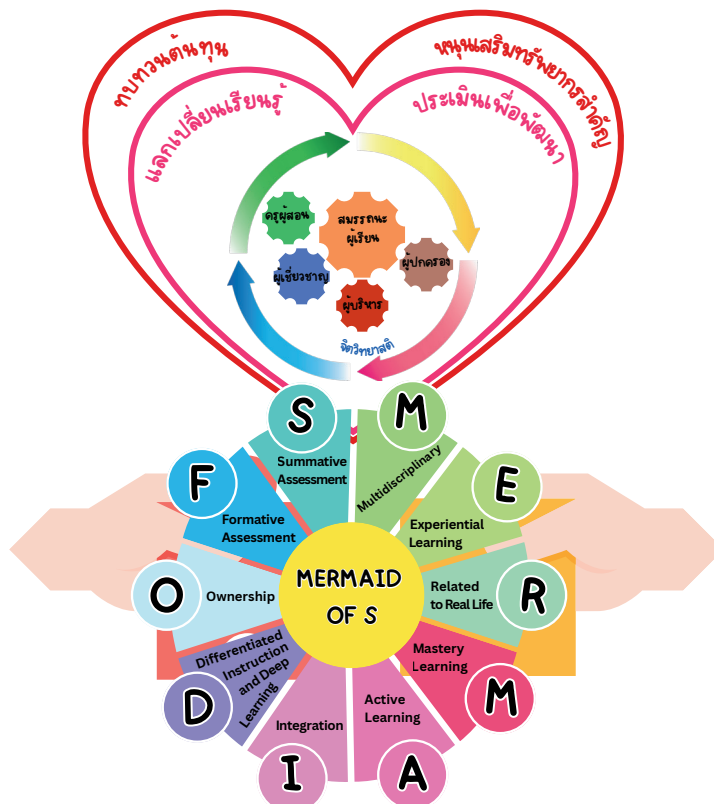 ทบทวนต้นทุน
หนุนเสริมทรัพยากรสำคัญ
แลกเปลี่ยนเรียนรู้
ประเมินเพื่อพัฒนา
ครูผู้สอน
สมรรถนะ
ผู้เรียน
ผู้เชี่ยวชาญ
ผู้ปกครอง
ผู้บริหาร
จิตวิทยาสติ
S
Summative
Assessment
M
Multidiscriplinary
E
Experiential
Learning
R
Related
to Real Life
M
Mastery
Learning
A
Active
Learning
I
Integration
D
Differentiated
Instruction
and Deep
Learning
O
Ownership
F
Formative
Assessment
MERMAID
OF S